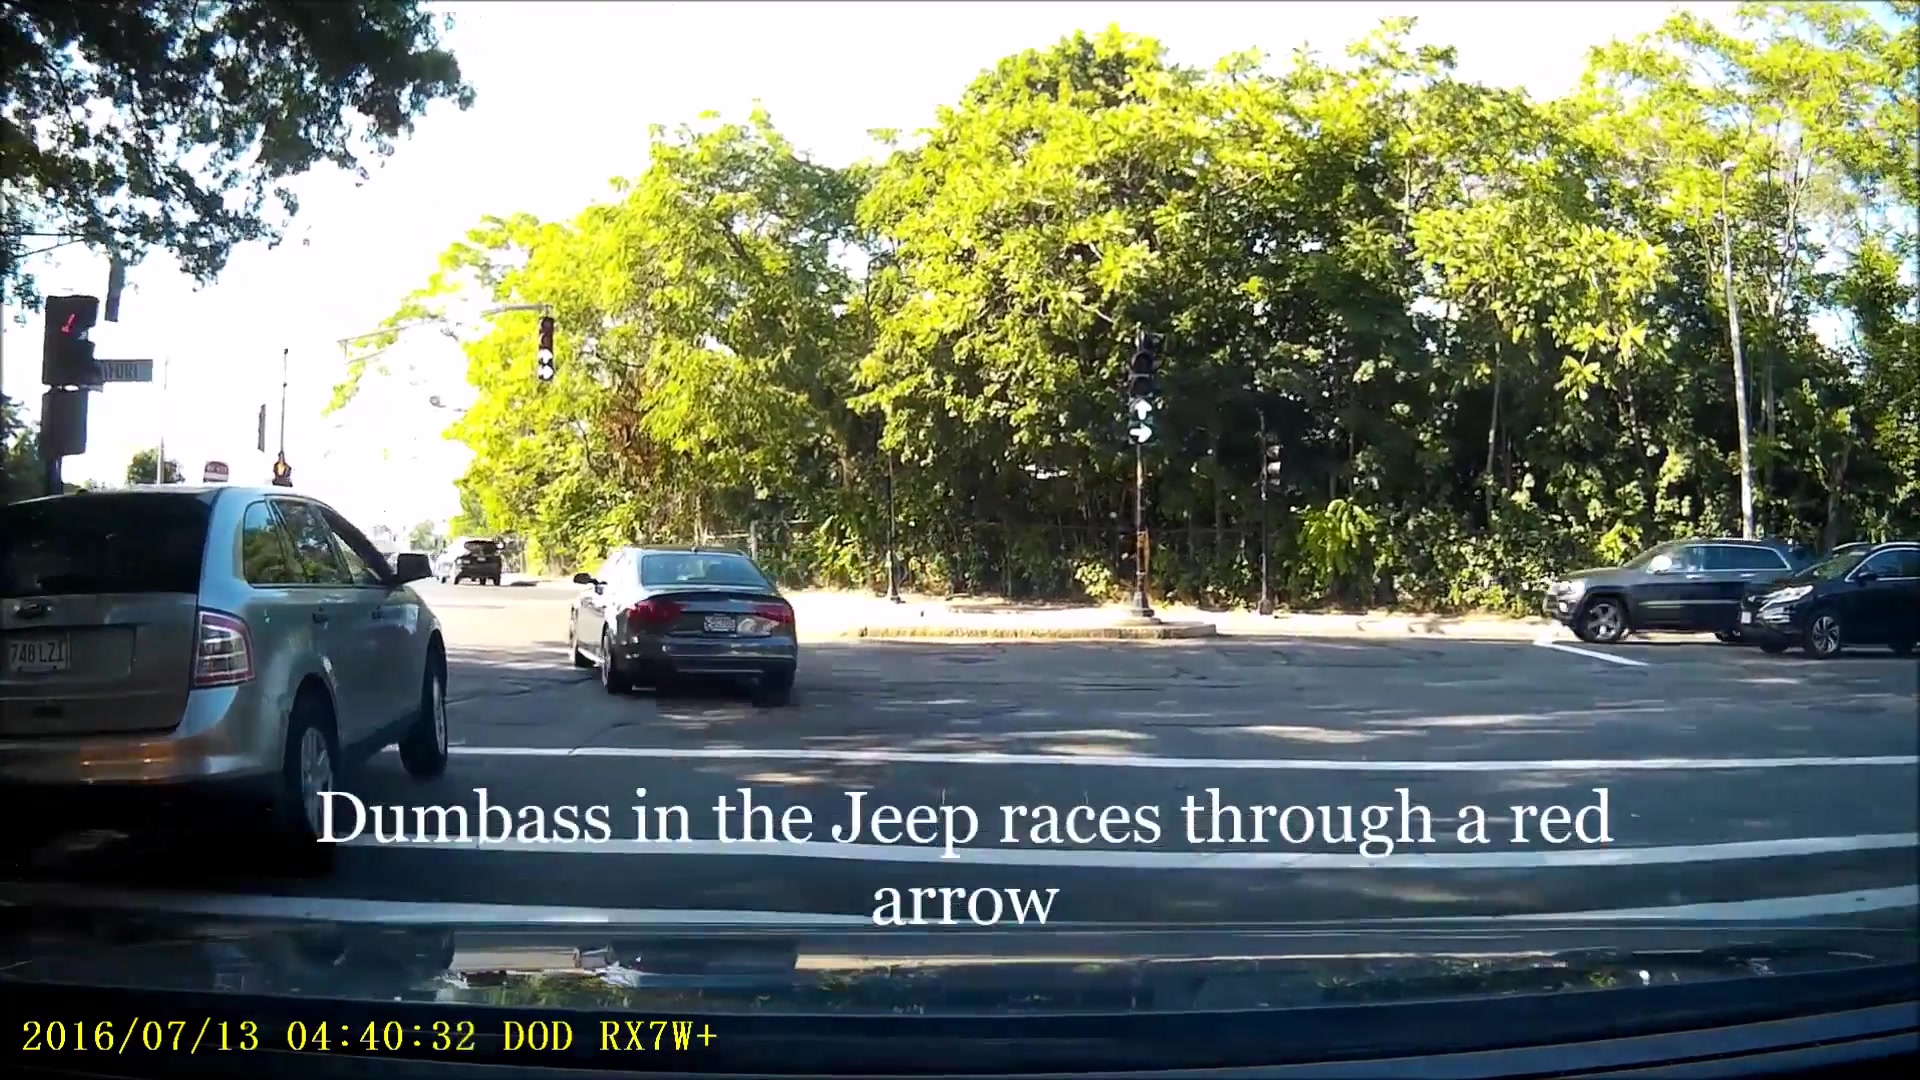 748 LZ1
Dumbass in the Jeep races through a red
arrow
2016/07/13 04:40:32 DOD RX7W+